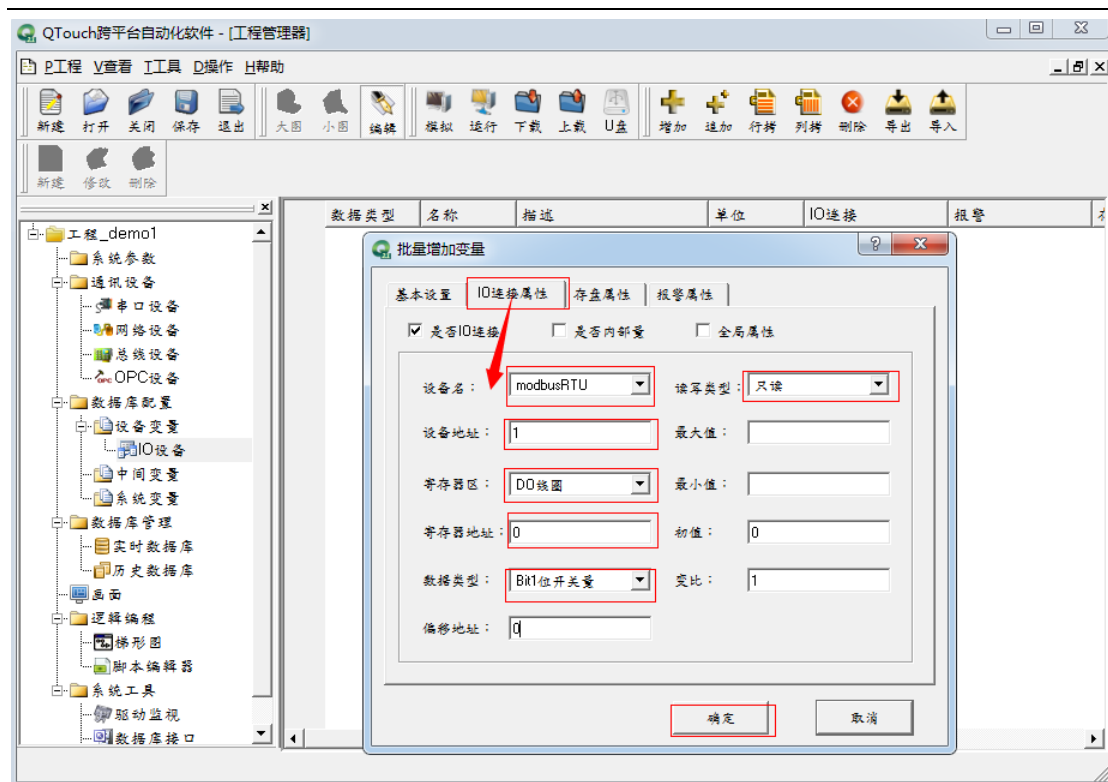 QTouch跨平台自动化软件 - [工程管理器]
P工程 V查看 T工具 D操作 H帮助
新建 打开 关闭 保存 退出 大图 小图 编辑 模拟 运行 下载 上载 U盘 增加 追加 行拷 列拷 删除 导出 导入
新建 修改 删除
数据类型 名称 描述 单位 IO连接 报警
工程_demo1
系统参数
通讯设备
串口设备
网络设备
总线设备
OPC设备
数据库配置
设备变量
IO设备
中间变量
系统变量
数据库管理
实时数据库
历史数据库
画面
逻辑编程
梯形图
脚本编辑器
系统工具
驱动监视
数据库接口
批量增加变量
基本设置 IO连接属性 存盘属性 报警属性
是否IO连接 是否内部量 全局属性
设备名： modbusRTU 读写类型： 只读
设备地址： 1 最大值：
寄存器区： DO线圈 最小值：
寄存器地址： 0 初值： 0
数据类型： Bit1位开关量 变比： 1
偏移地址： 0
确定 取消